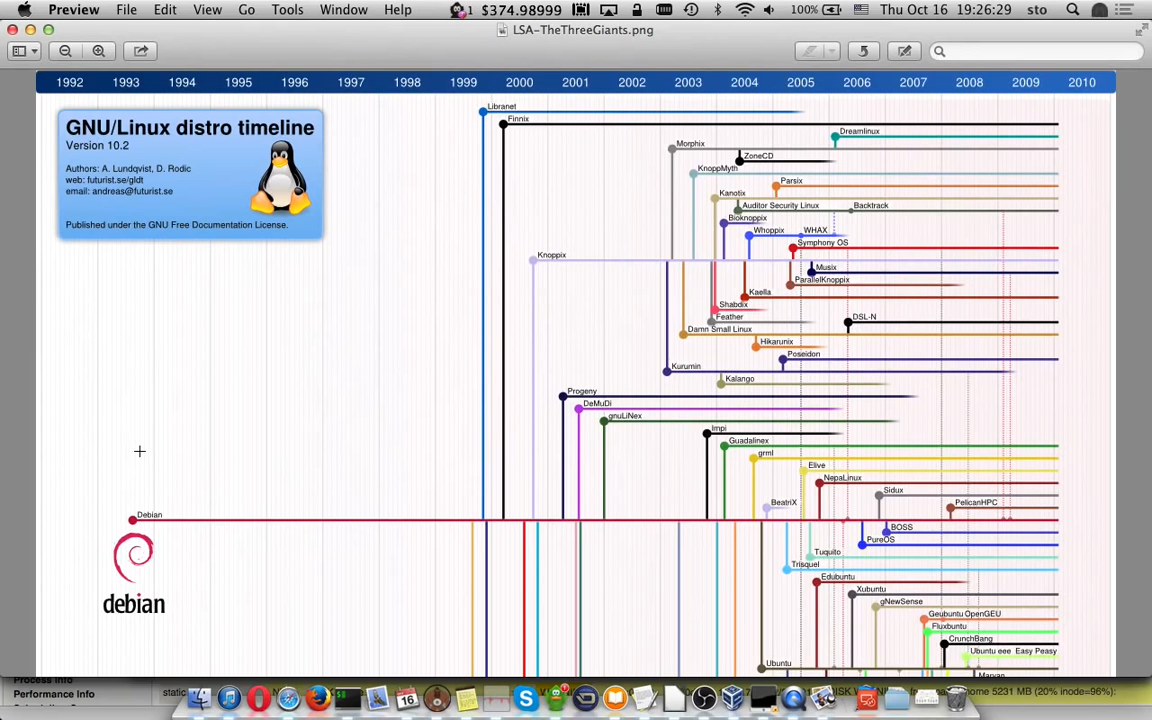 Preview File Edit View Go Tools Window Help 1 $374.98999 100% Thu Oct 16 19:26:29 sto
LSA-TheThreeGiants.png
1992 1993 1994 1995 1996 1997 1998 1999 2000 2001 2002 2003 2004 2005 2006 2007 2008 2009 2010
GNU/Linux distro timeline
Version 10.2
Authors: A. Lundqvist, D. Rodic
web: futurist.se/gldt
email: andreas@futurist.se
Published under the GNU Free Documentation License.
Libranet
Finnix
Dreamlinux
Morphix
ZoneCD
KnoppMyth
Parsix
Kanotix
Auditor Security Linux Backtrack
Bioknoppix
Whoppix WHAX
Symphony OS
Knoppix
Musix
ParallelKnoppix
Kaella
Shabdix
Feather DSL-N
Damn Small Linux
Hikarunix
Poseidon
Kurumin
Kalango
Progeny
DeMuDi
gnuLiNex
Impi
Guadalinex
grml
Elive
NepaLinux
Sidux
BeatriX PelicanHPC
Debian
BOSS
PureOS
Tuquito
Trisquel
Edubuntu
Xubuntu
gNewSense
Geubuntu OpenGEU
Fluxbuntu
CrunchBang
Ubuntu eee Easy Peasy
Ubuntu
debian
Process Info
Performance Info
16